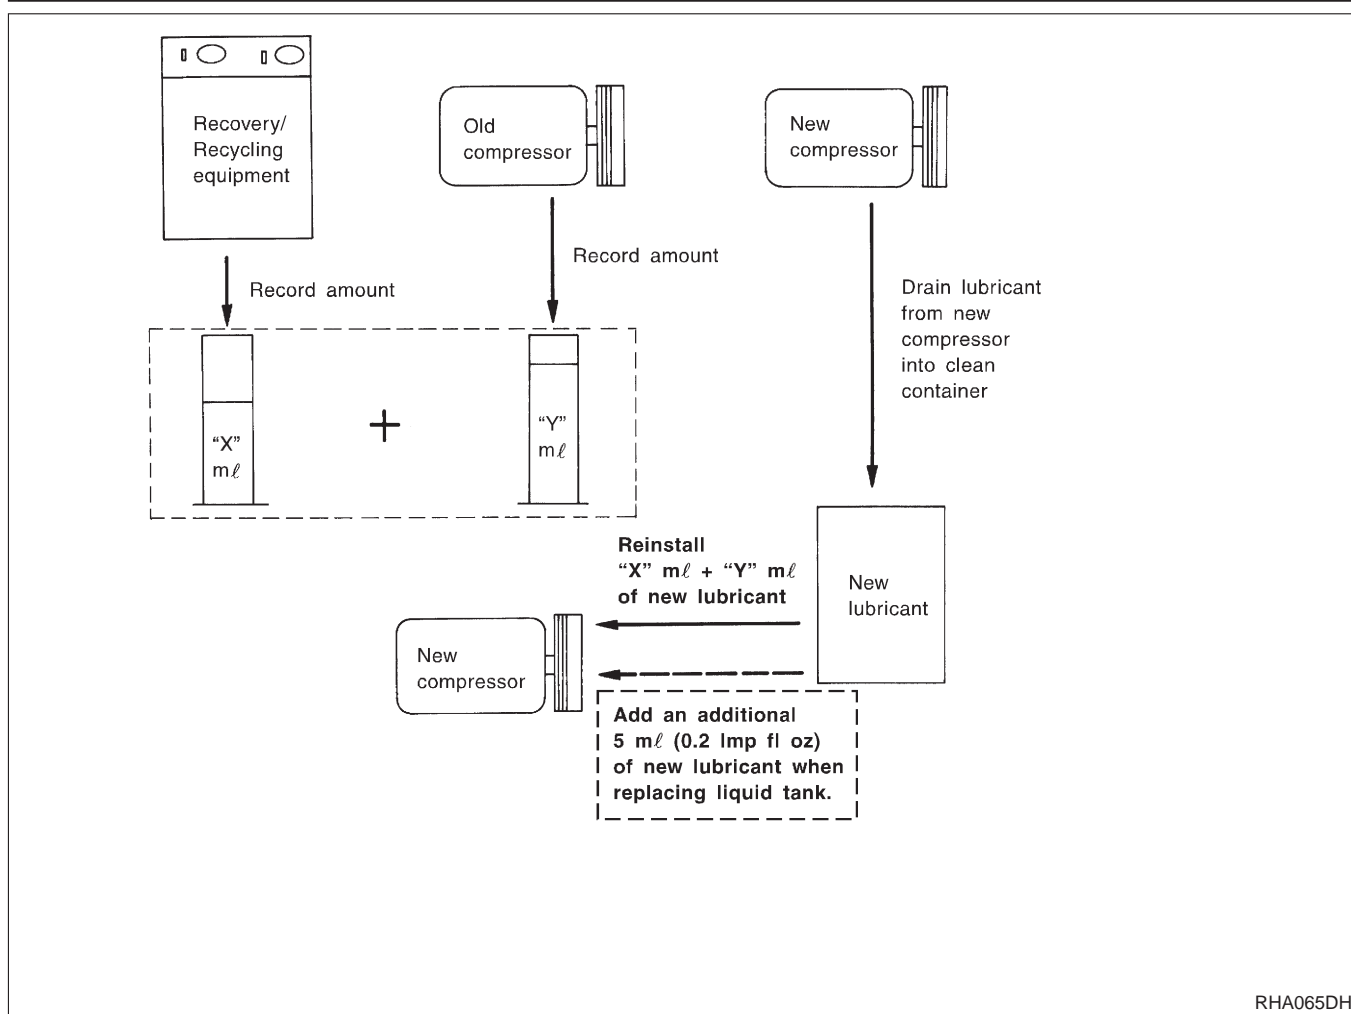 Recovery/
Recycling
equipment
Old
compressor
New
compressor
Record amount
Record amount
Drain lubricant
from new
compressor
into clean
container
“X”
mℓ
+
“Y”
mℓ
Reinstall
“X” mℓ + “Y” mℓ
of new lubricant
New
lubricant
New
compressor
Add an additional
5 mℓ (0.2 Imp fl oz)
of new lubricant when
replacing liquid tank.
RHA065DH